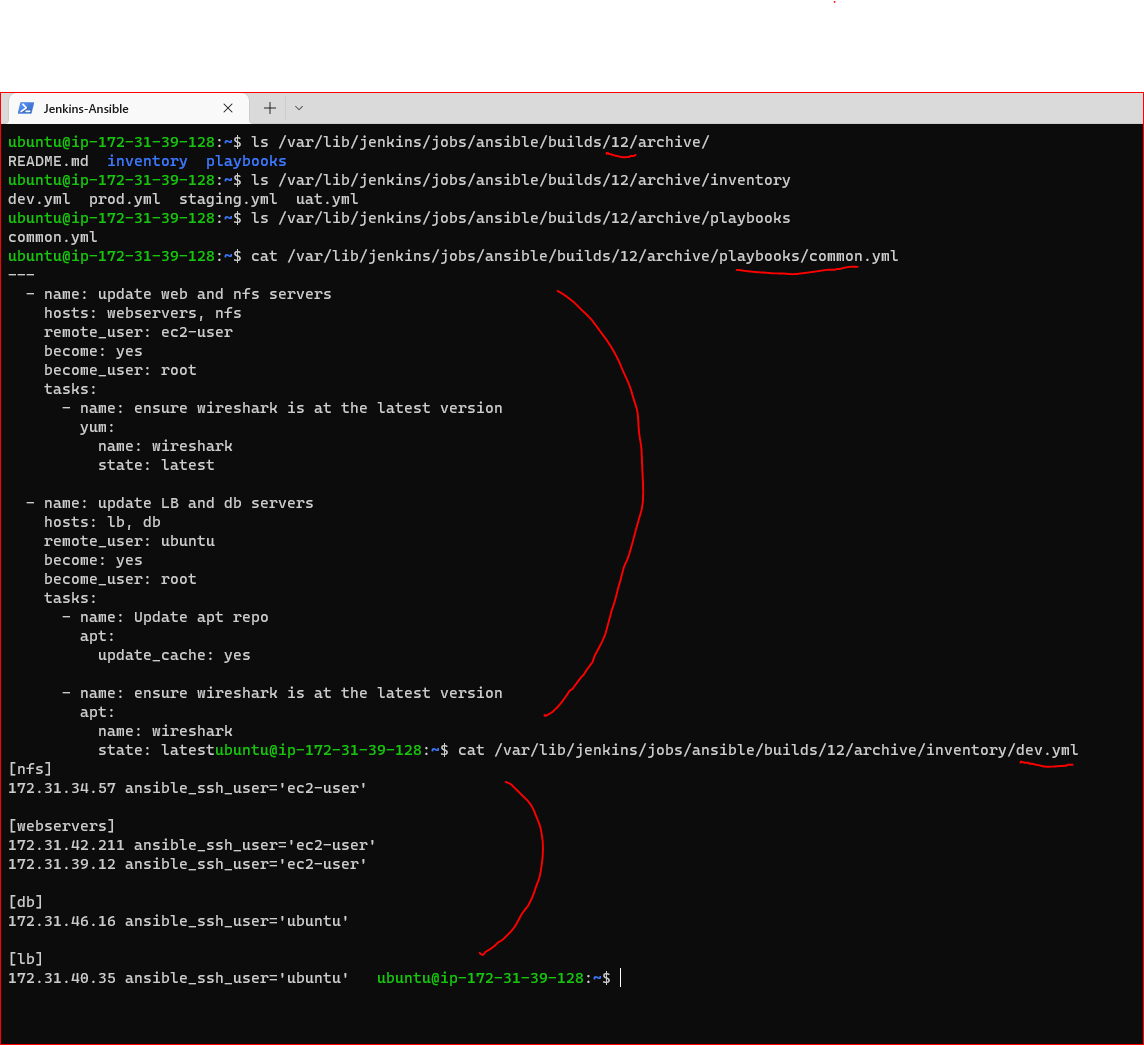 Jenkins-Ansible
ubuntu@ip-172-31-39-128:~$ ls /var/lib/jenkins/jobs/ansible/builds/12/archive/
README.md  inventory  playbooks
ubuntu@ip-172-31-39-128:~$ ls /var/lib/jenkins/jobs/ansible/builds/12/archive/inventory
dev.yml  prod.yml  staging.yml  uat.yml
ubuntu@ip-172-31-39-128:~$ ls /var/lib/jenkins/jobs/ansible/builds/12/archive/playbooks
common.yml
ubuntu@ip-172-31-39-128:~$ cat /var/lib/jenkins/jobs/ansible/builds/12/archive/playbooks/common.yml
---
  - name: update web and nfs servers
    hosts: webservers, nfs
    remote_user: ec2-user
    become: yes
    become_user: root
    tasks:
      - name: ensure wireshark is at the latest version
        yum:
          name: wireshark
          state: latest

  - name: update LB and db servers
    hosts: lb, db
    remote_user: ubuntu
    become: yes
    become_user: root
    tasks:
      - name: Update apt repo
        apt:
          update_cache: yes

      - name: ensure wireshark is at the latest version
        apt:
          name: wireshark
          state: latestubuntu@ip-172-31-39-128:~$ cat /var/lib/jenkins/jobs/ansible/builds/12/archive/inventory/dev.yml
[nfs]
172.31.34.57 ansible_ssh_user='ec2-user'

[webservers]
172.31.42.211 ansible_ssh_user='ec2-user'
172.31.39.12 ansible_ssh_user='ec2-user'

[db]
172.31.46.16 ansible_ssh_user='ubuntu'

[lb]
172.31.40.35 ansible_ssh_user='ubuntu'   ubuntu@ip-172-31-39-128:~$